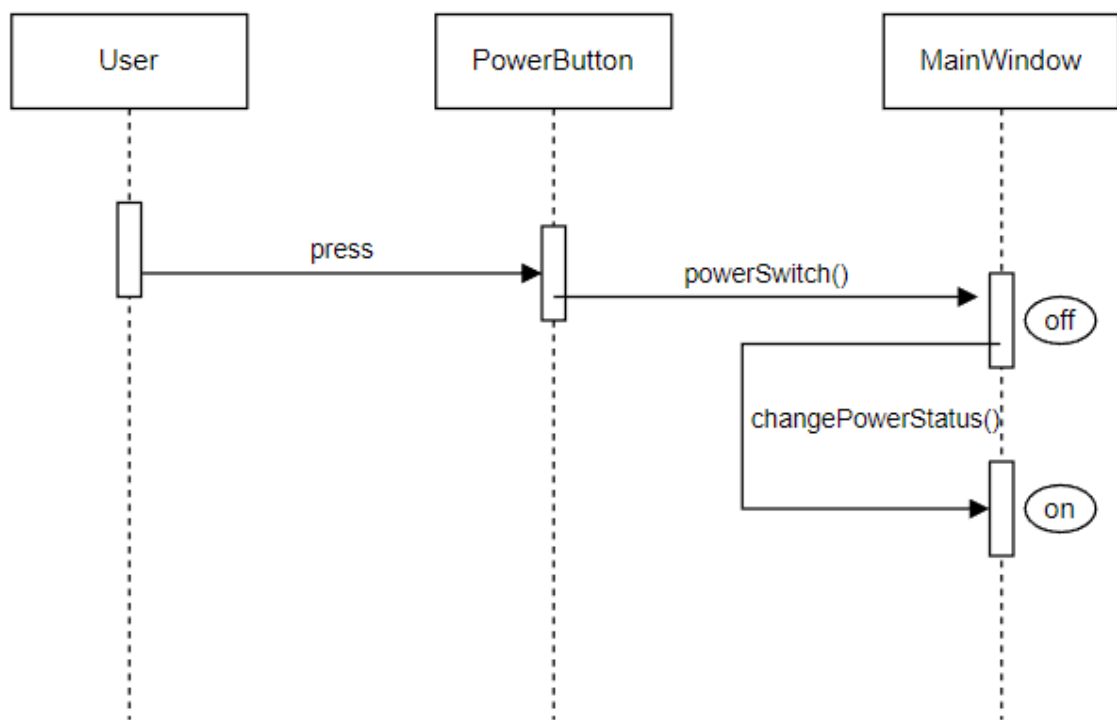 User
PowerButton
MainWindow
press
powerSwitch()
off
changePowerStatus()
on